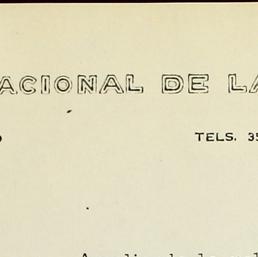 ACIONAL DE LA
TELS. 35